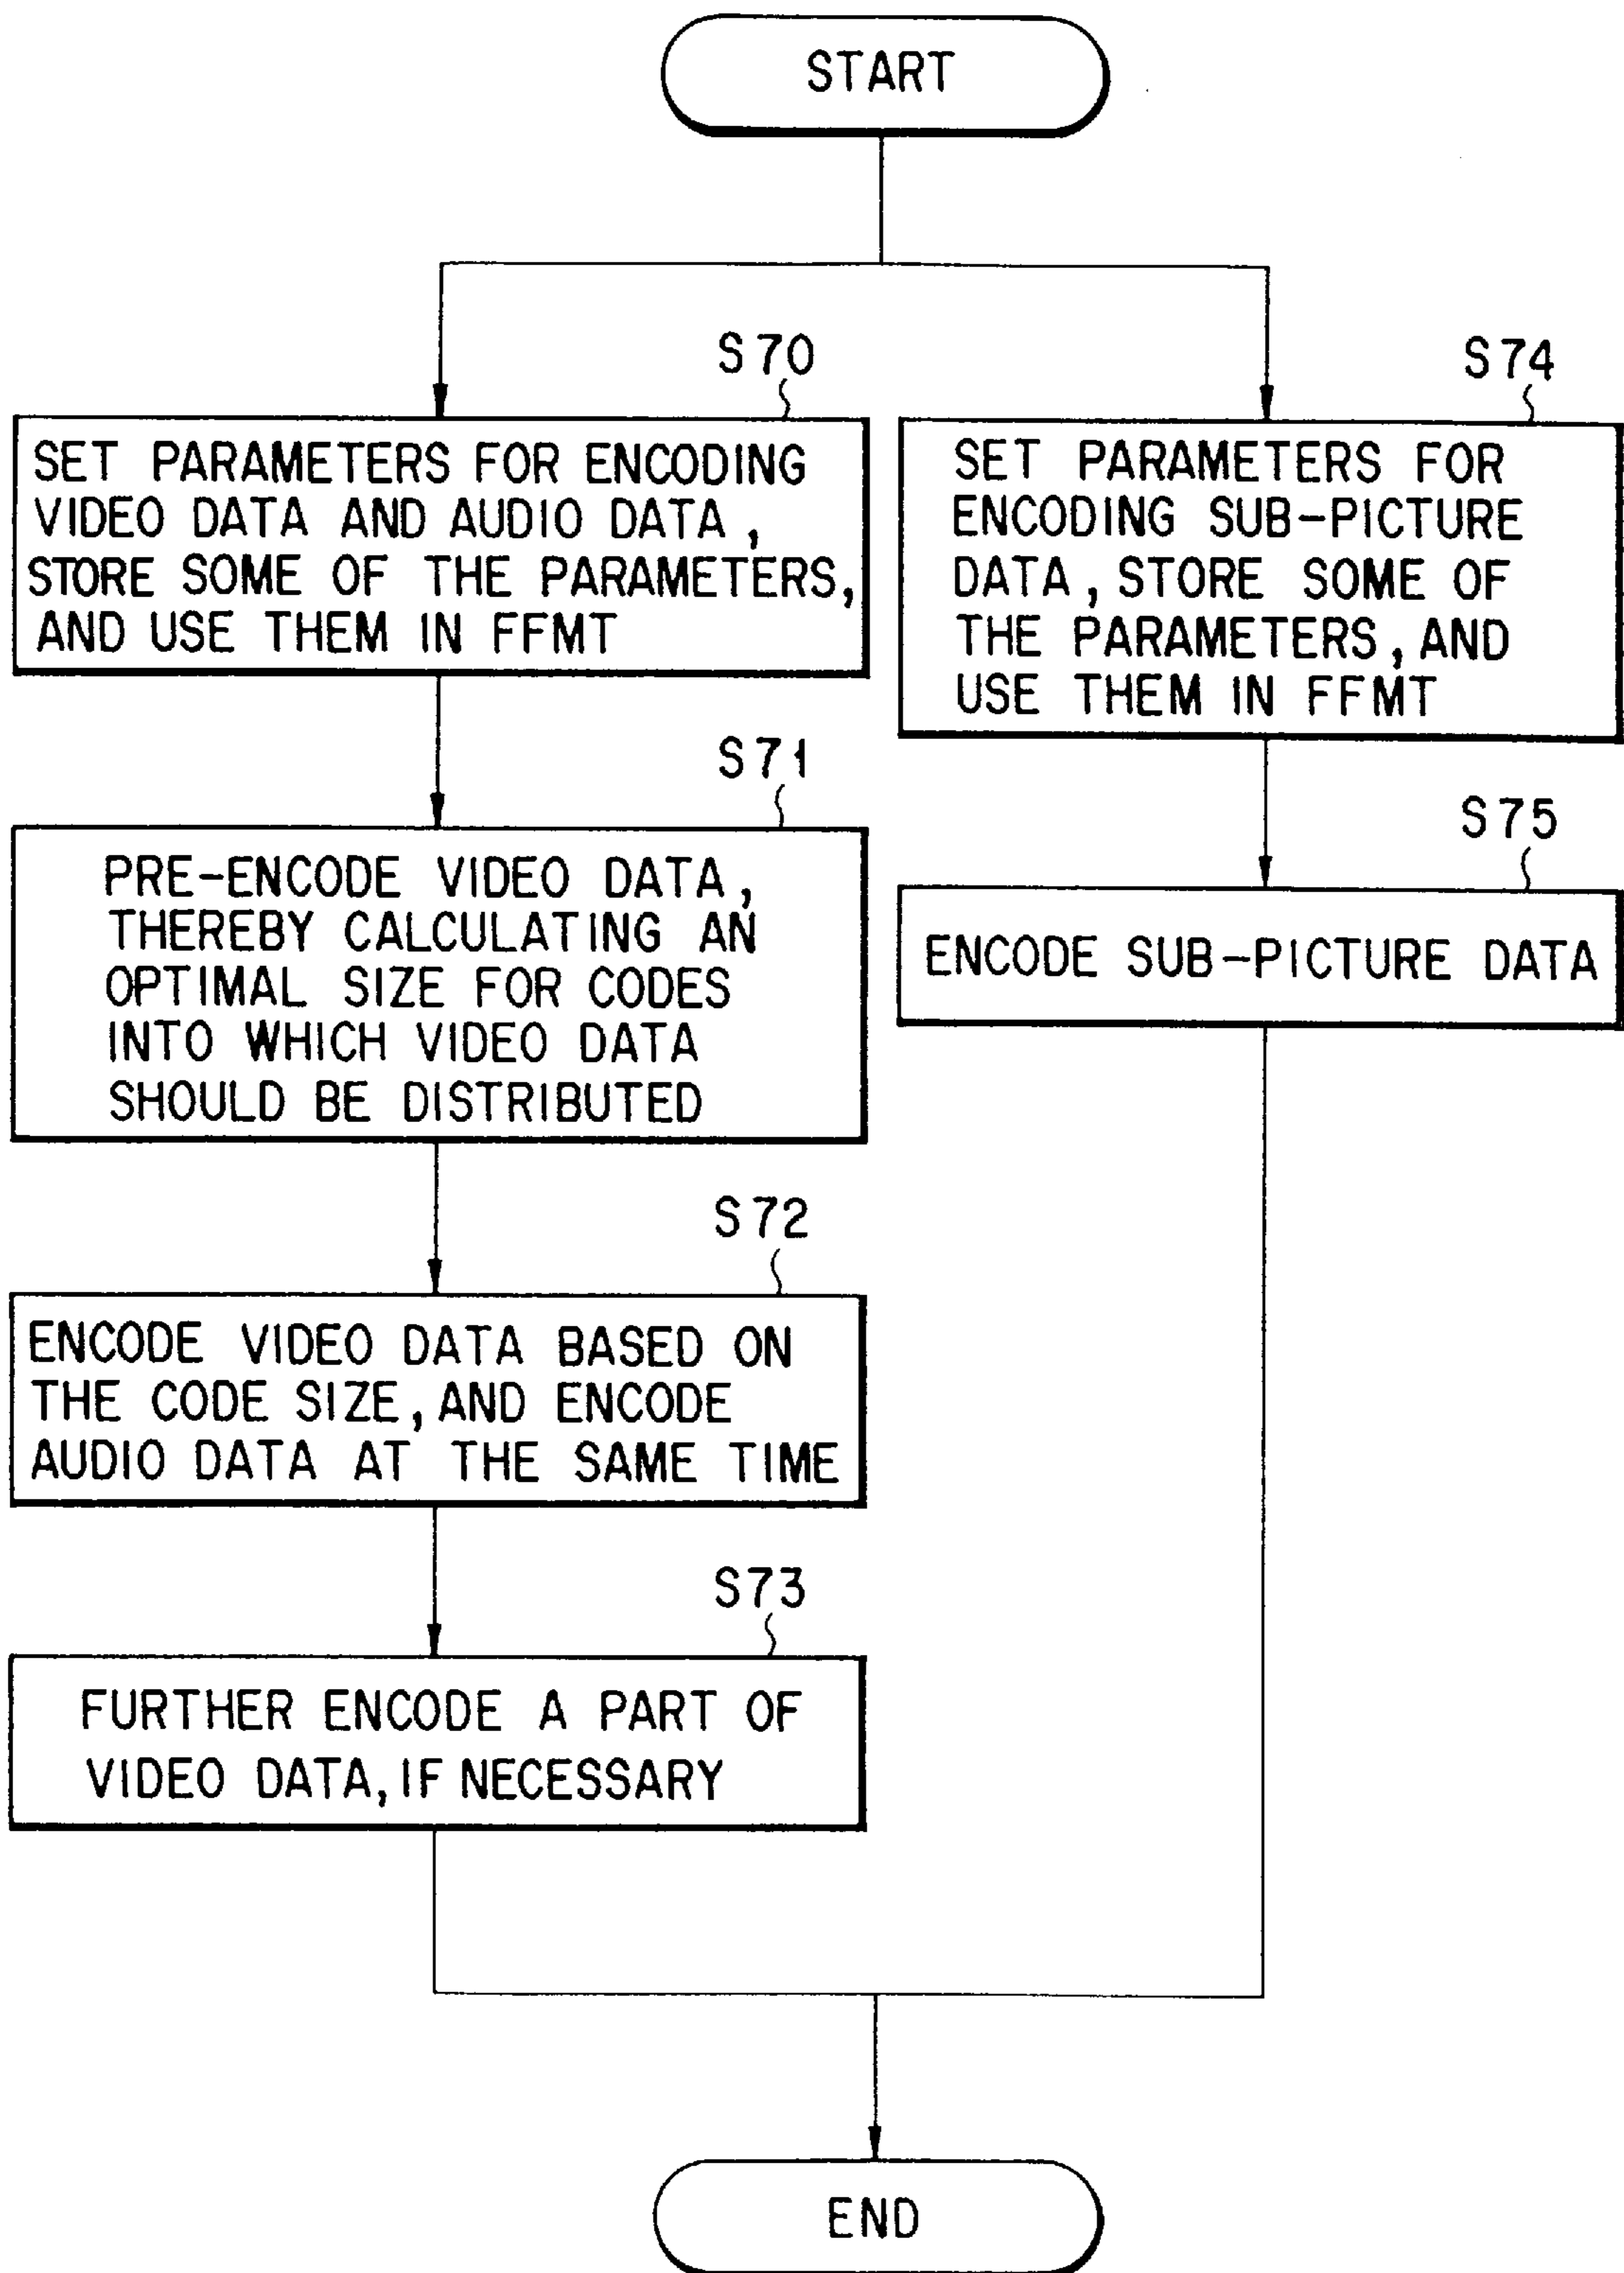 START
S70
SET PARAMETERS FOR ENCODING
VIDEO DATA AND AUDIO DATA,
STORE SOME OF THE PARAMETERS,
AND USE THEM IN FFMT
S71
PRE-ENCODE VIDEO DATA,
THEREBY CALCULATING AN
OPTIMAL SIZE FOR CODES
INTO WHICH VIDEO DATA
SHOULD BE DISTRIBUTED
S72
ENCODE VIDEO DATA BASED ON
THE CODE SIZE, AND ENCODE
AUDIO DATA AT THE SAME TIME
S73
FURTHER ENCODE A PART OF
VIDEO DATA, IF NECESSARY
S74
SET PARAMETERS FOR
ENCODING SUB-PICTURE
DATA, STORE SOME OF
THE PARAMETERS, AND
USE THEM IN FFMT
S75
ENCODE SUB-PICTURE DATA
END